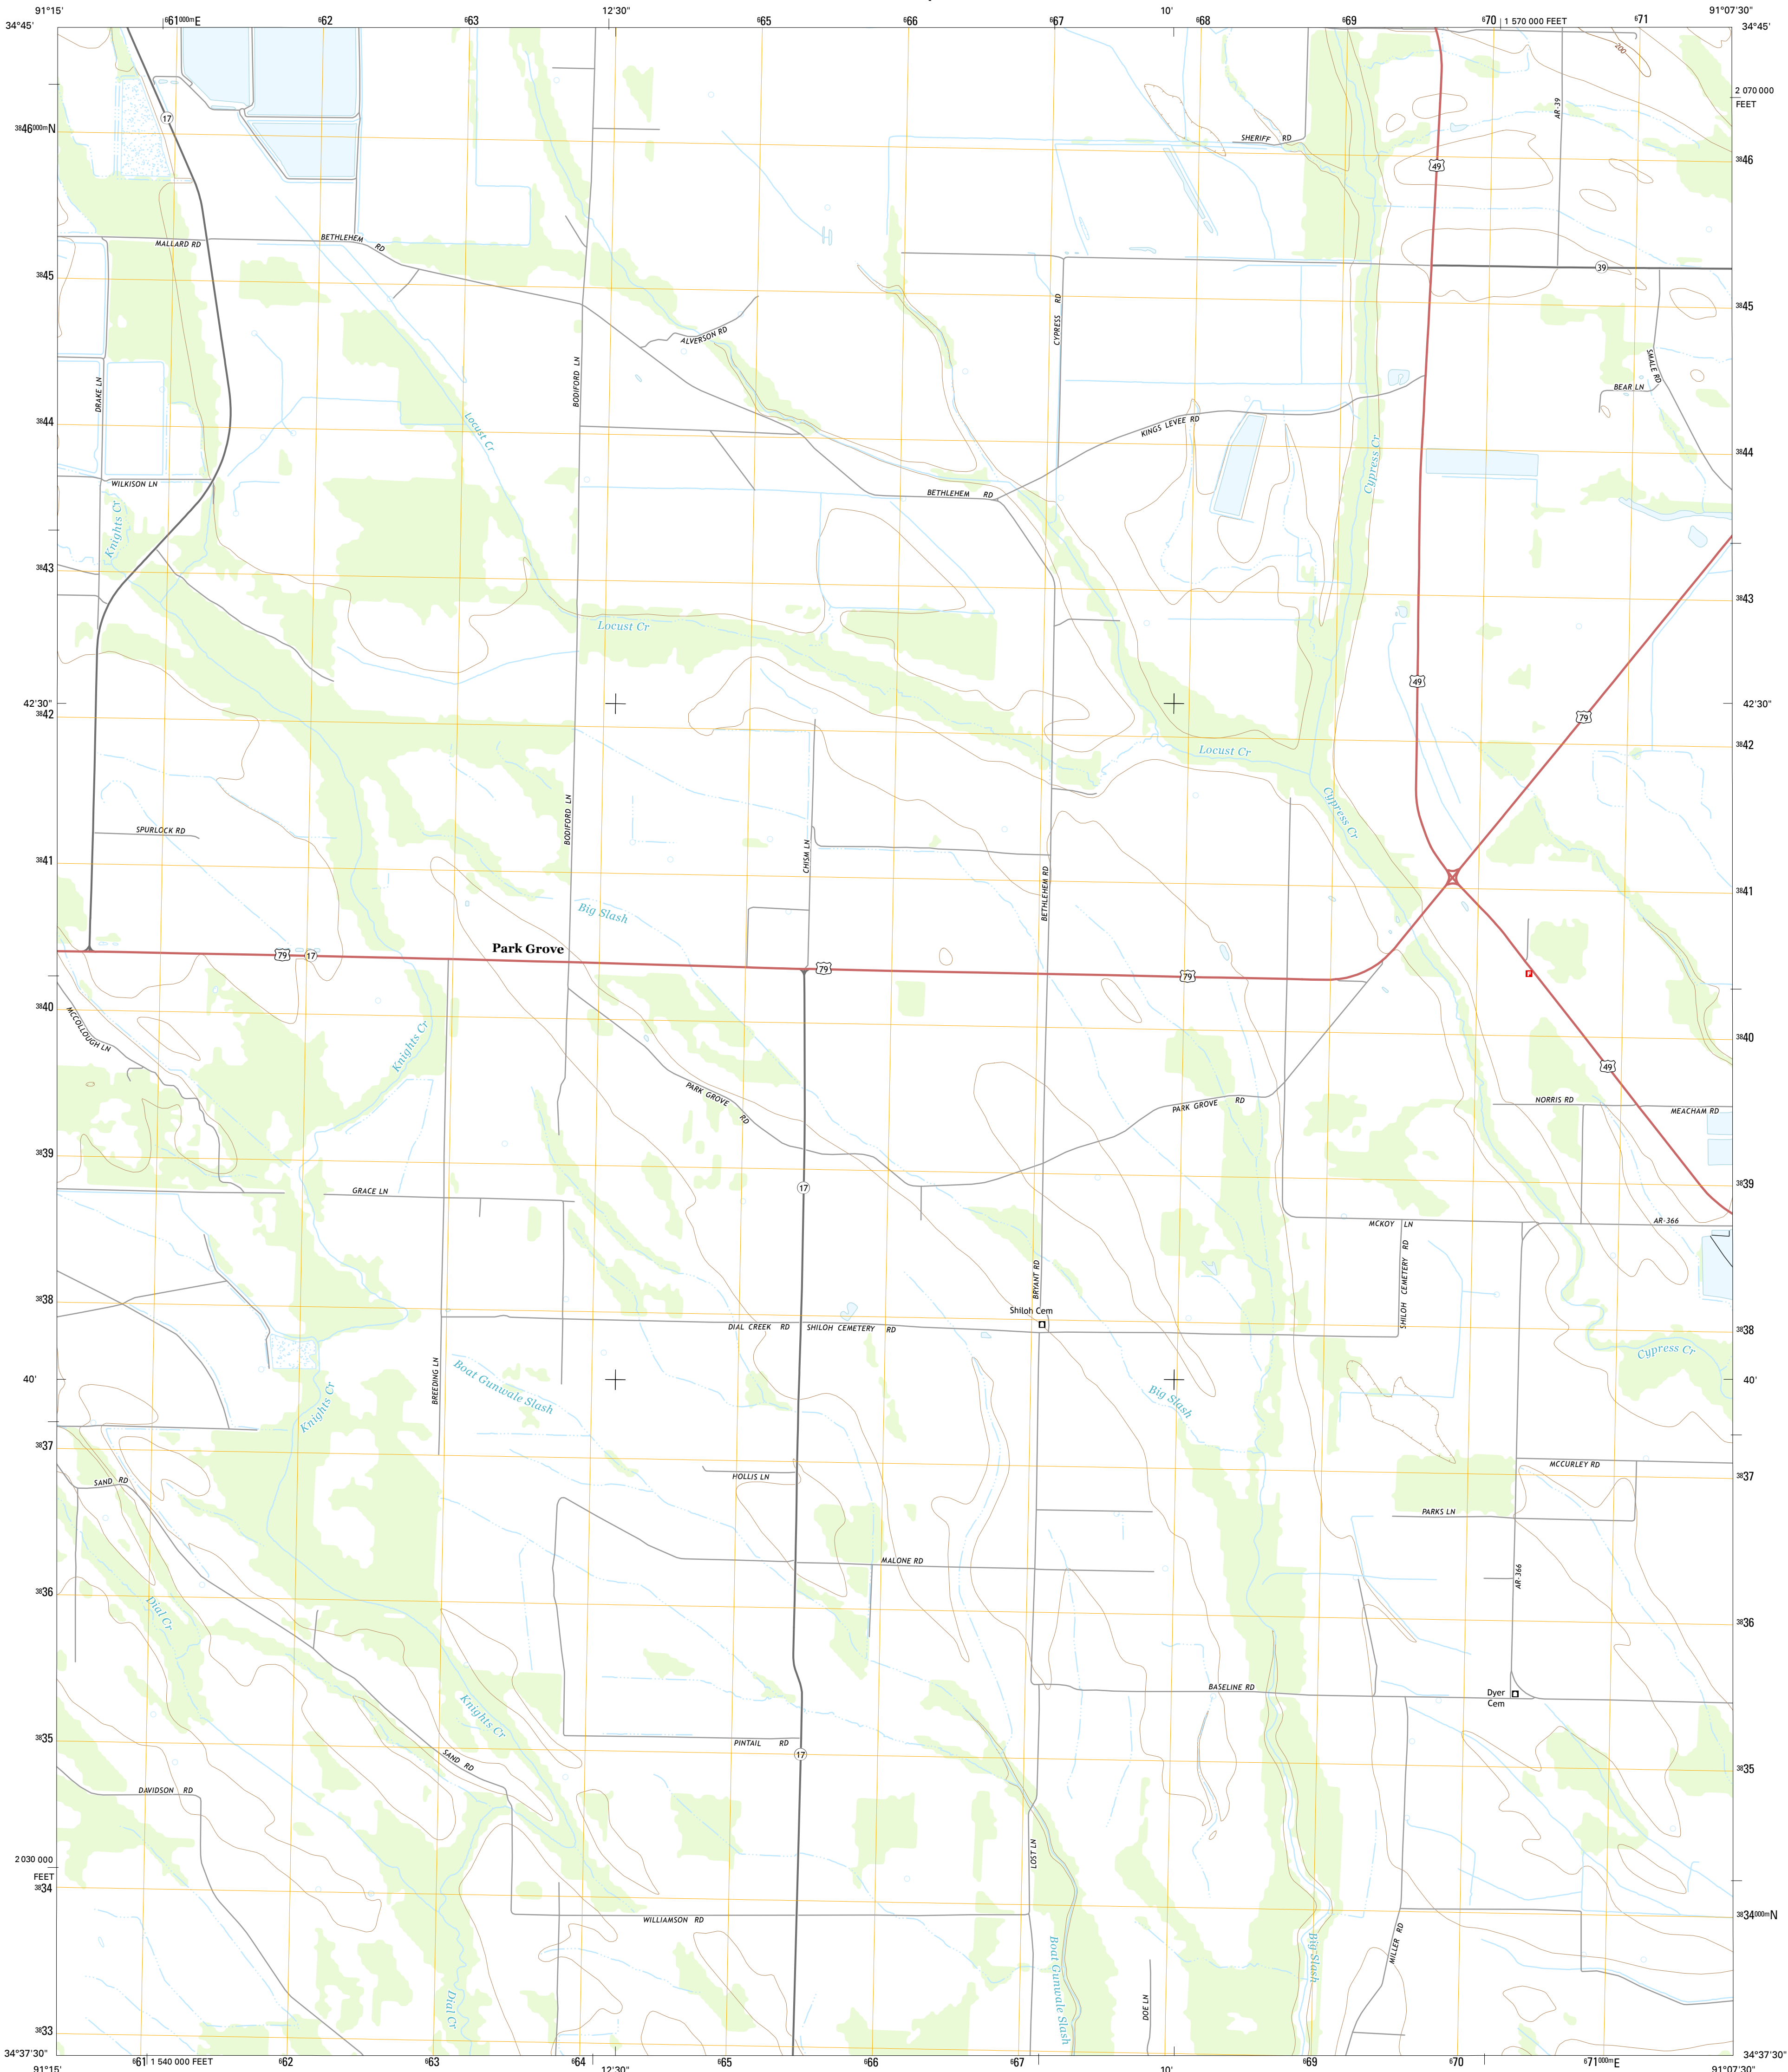 91°15'
⁶61⁰⁰⁰ᵐE
⁶62
⁶63
12'30"
⁶65
⁶66
⁶67
10'
⁶68
⁶69
⁶70
1 570 000 FEET
⁶71
91°07'30"
34°45'
34°45'
200
2 070 000
FEET
AR-39
17
³⁸46⁰⁰⁰ᵐN
SHERIFF RD
49
³⁸46
MALLARD RD
BETHLEHEM RD
39
³⁸45
CYPRESS RD
³⁸45
ALVERSON RD
BODIFORD LN
SMALE RD
DRAKE LN
BEAR LN
³⁸44
Locust Cr
KINGS LEVEE RD
Cypress Cr
³⁸44
WILKISON LN
BETHLEHEM RD
Knights Cr
³⁸43
³⁸43
Locust Cr
49
42'30"
42'30"
³⁸42
79
Locust Cr
³⁸42
Cypress Cr
BODIFORD LN
SPURLOCK RD
CHISM LN
³⁸41
BETHLEHEM RD
³⁸41
Big Slash
Park Grove
79
17
79
79
F
³⁸40
MCCOLLOUGH LN
Knights Cr
³⁸40
49
PARK GROVE RD
PARK GROVE RD
NORRIS RD
MEACHAM RD
³⁸39
17
³⁸39
GRACE LN
MCKOY LN
AR-366
SHILOH CEMETERY RD
BRYANT RD
³⁸38
Shiloh Cem
DIAL CREEK RD
SHILOH CEMETERY RD
³⁸38
Cypress Cr
BREEDING LN
Boat Gunwale Slash
40'
40'
Big Slash
Knights Cr
³⁸37
MCCURLEY RD
³⁸37
SAND RD
HOLLIS LN
PARKS LN
MALONE RD
AR-366
³⁸36
Dial Cr
³⁸36
BASELINE RD
Dyer
Cem
Knights Cr
³⁸35
PINTAIL RD
17
SAND RD
³⁸35
DAVIDSON RD
LOST LN
2 030 000
FEET
³⁸34
WILLIAMSON RD
³⁸34⁰⁰⁰ᵐN
MILLER RD
Boat Gunwale Slash
Big Slash
Dial Cr
DOE LN
³⁸33
34°37'30"
34°37'30"
⁶61
1 540 000 FEET
⁶62
⁶63
⁶64
⁶65
⁶66
⁶67
10'
⁶69
⁶70
⁶71⁰⁰⁰ᵐE
91°15'
12'30"
91°07'30"